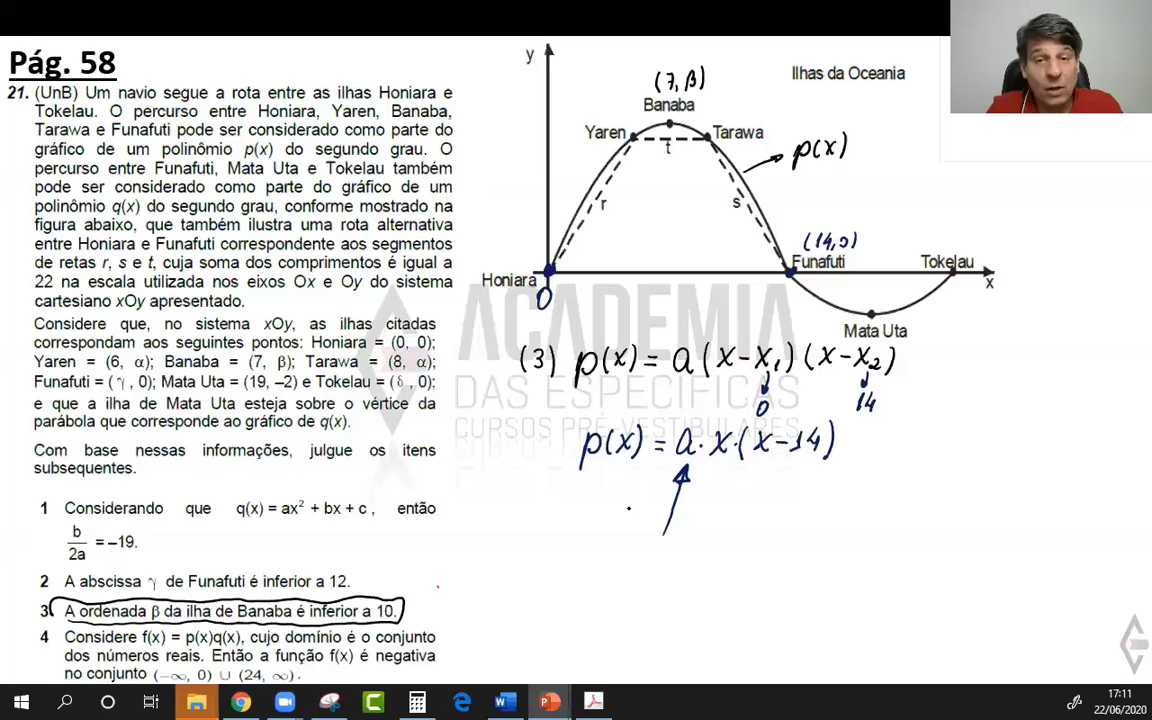 Pág. 58
21. (UnB) Um navio segue a rota entre as ilhas Honiara e
Tokelau. O percurso entre Honiara, Yaren, Banaba,
Tarawa e Funafuti pode ser considerado como parte do
gráfico de um polinômio p(x) do segundo grau. O
percurso entre Funafuti, Mata Uta e Tokelau também
pode ser considerado como parte do gráfico de um
polinômio q(x) do segundo grau, conforme mostrado na
figura abaixo, que também ilustra uma rota alternativa
entre Honiara e Funafuti correspondente aos segmentos
de retas r, s e t, cuja soma dos comprimentos é igual a
22 na escala utilizada nos eixos Ox e Oy do sistema
cartesiano xOy apresentado.
Considere que, no sistema xOy, as ilhas citadas
correspondam aos seguintes pontos: Honiara = (0, 0);
Yaren = (6, α); Banaba = (7, β); Tarawa = (8, α);
Funafuti = (γ, 0); Mata Uta = (19, –2) e Tokelau = (δ, 0);
e que a ilha de Mata Uta esteja sobre o vértice da
parábola que corresponde ao gráfico de q(x).
Com base nessas informações, julgue os itens
subsequentes.
1 Considerando que q(x) = ax² + bx + c, então
b
2a = –19.
2 A abscissa γ de Funafuti é inferior a 12.
3 A ordenada β da ilha de Banaba é inferior a 10.
4 Considere f(x) = p(x)q(x), cujo domínio é o conjunto
dos números reais. Então a função f(x) é negativa
no conjunto (–∞, 0) ∪ (24, ∞).
y
Ilhas da Oceania
(7, β)
Banaba
Yaren
Tarawa
t
p(x)
r
s
(14,0)
Funafuti
Tokelau
Honiara
x
0
Mata Uta
ACADEMIA
DAS ESPECÍFICAS
CURSOS PRÉ-VESTIBULARES
(3) p(x) = a(x-x₁)(x-x₂)
0
14
p(x) = a·x·(x-14)
17:11
22/06/2020